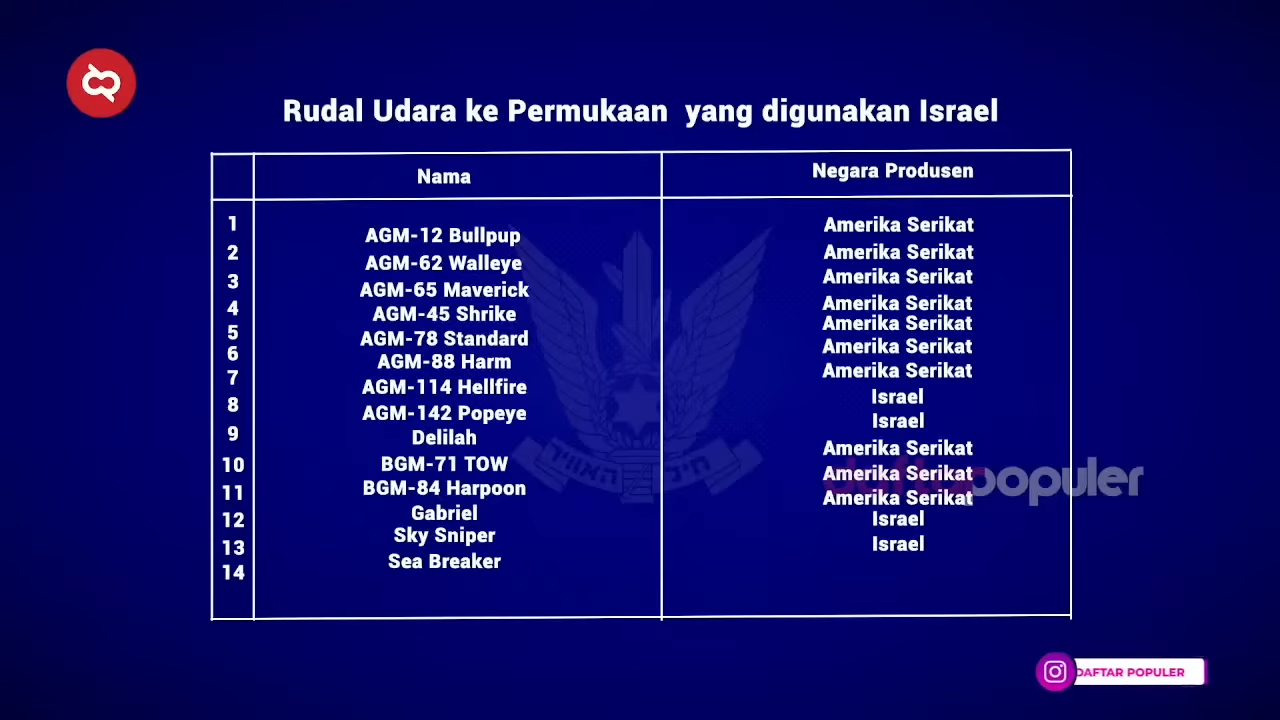 Rudal Udara ke Permukaan yang digunakan Israel
Nama Negara Produsen
1 AGM-12 Bullpup Amerika Serikat
2 AGM-62 Walleye Amerika Serikat
3 AGM-65 Maverick Amerika Serikat
4 AGM-45 Shrike Amerika Serikat
5 AGM-78 Standard Amerika Serikat
6 AGM-88 Harm Amerika Serikat
7 AGM-114 Hellfire Amerika Serikat
8 AGM-142 Popeye Israel
9 Delilah Israel
10 BGM-71 TOW Amerika Serikat
11 BGM-84 Harpoon Amerika Serikat
12 Gabriel Amerika Serikat
13 Sky Sniper Israel
14 Sea Breaker Israel
חיל האוויר
populer
DAFTAR POPULER